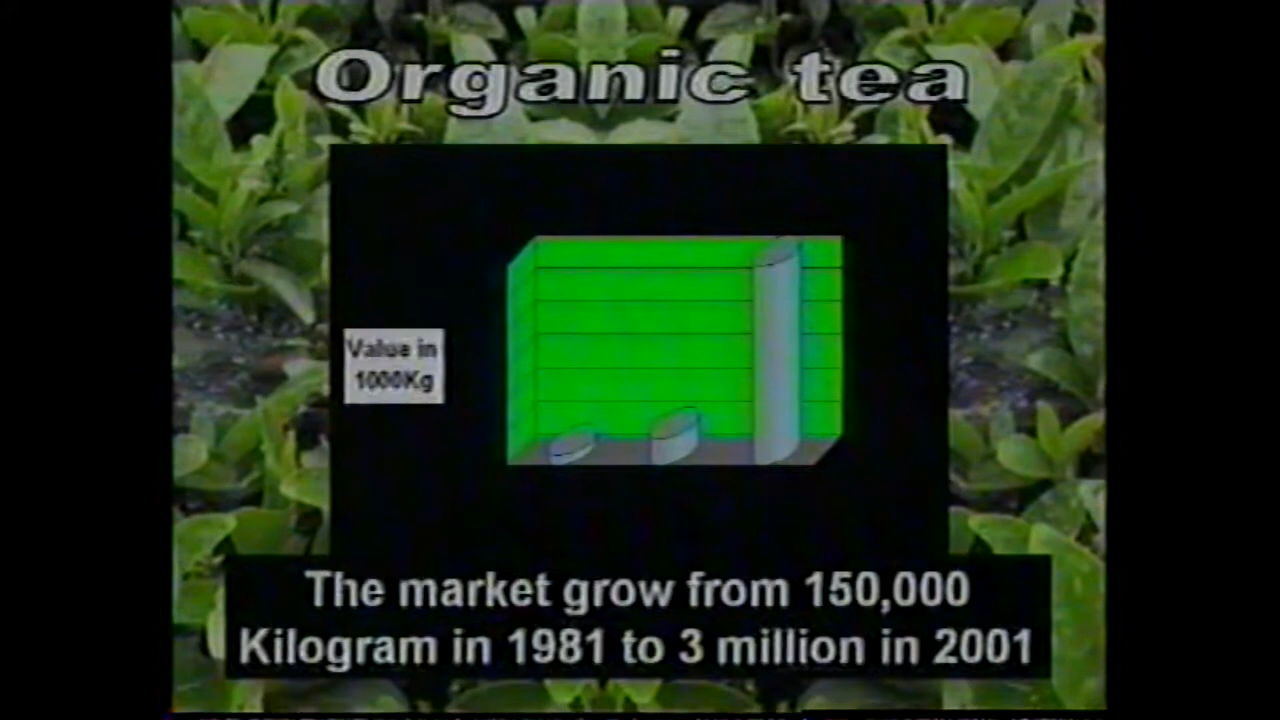 Organic tea
Value in
1000Kg
The market grow from 150,000
Kilogram in 1981 to 3 million in 2001